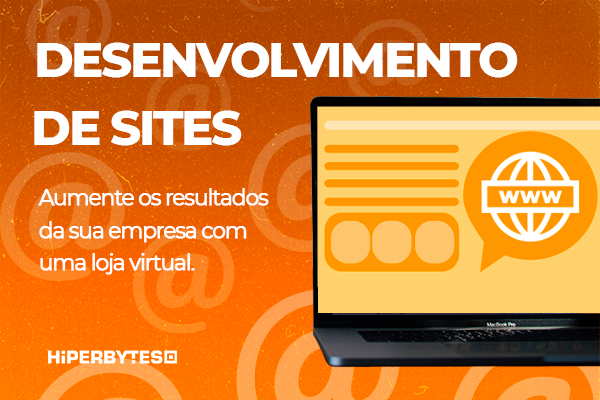 DESENVOLVIMENTO
DE SITES
Aumente os resultados
da sua empresa com
uma loja virtual.
www
MacBook Pro
HiPERBYTES